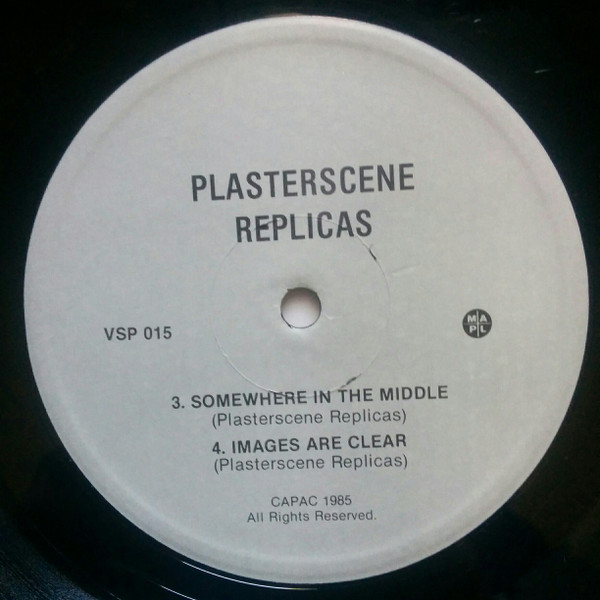 PLASTERSCENE
REPLICAS
VSP 015
MAPL
3. SOMEWHERE IN THE MIDDLE
(Plasterscene Replicas)
4. IMAGES ARE CLEAR
(Plasterscene Replicas)
CAPAC 1985
All Rights Reserved.